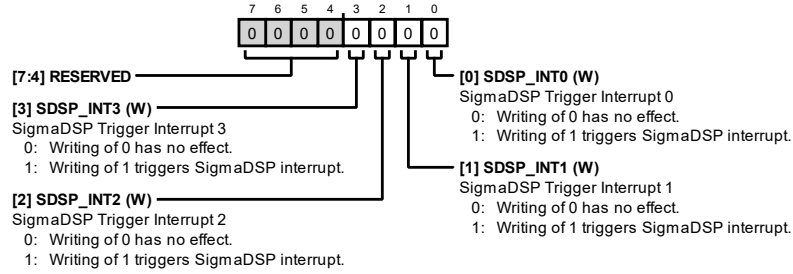 7 6 5 4 3 2 1 0
0 0 0 0 0 0 0 0
[7:4] RESERVED
[3] SDSP_INT3 (W)
SigmaDSP Trigger Interrupt 3
0: Writing of 0 has no effect.
1: Writing of 1 triggers SigmaDSP interrupt.
[2] SDSP_INT2 (W)
SigmaDSP Trigger Interrupt 2
0: Writing of 0 has no effect.
1: Writing of 1 triggers SigmaDSP interrupt.
[0] SDSP_INT0 (W)
SigmaDSP Trigger Interrupt 0
0: Writing of 0 has no effect.
1: Writing of 1 triggers SigmaDSP interrupt.
[1] SDSP_INT1 (W)
SigmaDSP Trigger Interrupt 1
0: Writing of 0 has no effect.
1: Writing of 1 triggers SigmaDSP interrupt.